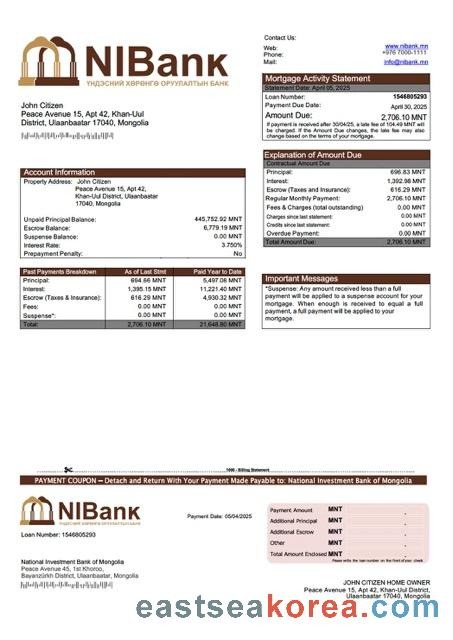 NIBank
ҮНДЭСНИЙ ХӨРӨНГӨ ОРУУЛАЛТЫН БАНК
Contact Us:
Web: www.nibank.mn
Phone: +976 7000-1111
Mail: info@nibank.mn
John Citizen
Peace Avenue 15, Apt 42, Khan-Uul
District, Ulaanbaatar 17040, Mongolia
Mortgage Activity Statement
Statement Date: April 05, 2025
Loan Number: 1546805293
Payment Due Date: April 30, 2025
Amount Due: 2,706.10 MNT
If payment is received after 30/04/25, a late fee of 104.49 MNT will
be charged. If the Amount Due changes, the late fee may also
change based on the terms of your mortgage.
Explanation of Amount Due
Contractual Amount Due
Principal: 696.83 MNT
Interest: 1,392.98 MNT
Escrow (Taxes and Insurance): 616.29 MNT
Regular Monthly Payment: 2,706.10 MNT
Fees & Charges (total outstanding) 0.00 MNT
Charges since last statement: 0.00 MNT
Credits since last statement: 0.00 MNT
Overdue Payment: 0.00 MNT
Total Amount Due: 2,706.10 MNT
Account Information
Property Address: John Citizen
Peace Avenue 15, Apt 42,
Khan-Uul District, Ulaanbaatar
17040, Mongolia
Unpaid Principal Balance: 445,752.92 MNT
Escrow Balance: 6,779.19 MNT
Suspense Balance: 0.00 MNT
Interest Rate: 3.750%
Prepayment Penalty: No
Past Payments Breakdown As of Last Stmt Paid Year to Date
Principal: 694.66 MNT 5,497.08 MNT
Interest: 1,395.15 MNT 11,221.40 MNT
Escrow (Taxes & Insurance): 616.29 MNT 4,930.32 MNT
Fees: 0.00 MNT 0.00 MNT
Suspense*: 0.00 MNT 0.00 MNT
Total: 2,706.10 MNT 21,648.80 MNT
Important Messages
*Suspense: Any amount received less than a full
payment will be applied to a suspense account for your
mortgage. When enough is received to equal a full
payment, a full payment will be applied to your
mortgage.
1098 - Billing Statement
PAYMENT COUPON – Detach and Return With Your Payment Made Payable to: National Investment Bank of Mongolia
NIBank
ҮНДЭСНИЙ ХӨРӨНГӨ ОРУУЛАЛТЫН БАНК
Payment Date: 05/04/2025
Loan Number: 1546805293
Payment Amount MNT
Additional Principal MNT
Additional Escrow MNT
Other MNT
Total Amount Enclosed MNT
Please write the loan number on the front of your check
National Investment Bank of Mongolia
Peace Avenue 45, 1st Khoroo,
Bayanzürkh District, Ulaanbaatar, Mongolia
JOHN CITIZEN HOME OWNER
Peace Avenue 15, Apt 42, Khan-Uul District,
Ulaanbaatar 17040, Mongolia
eastseakorea.com